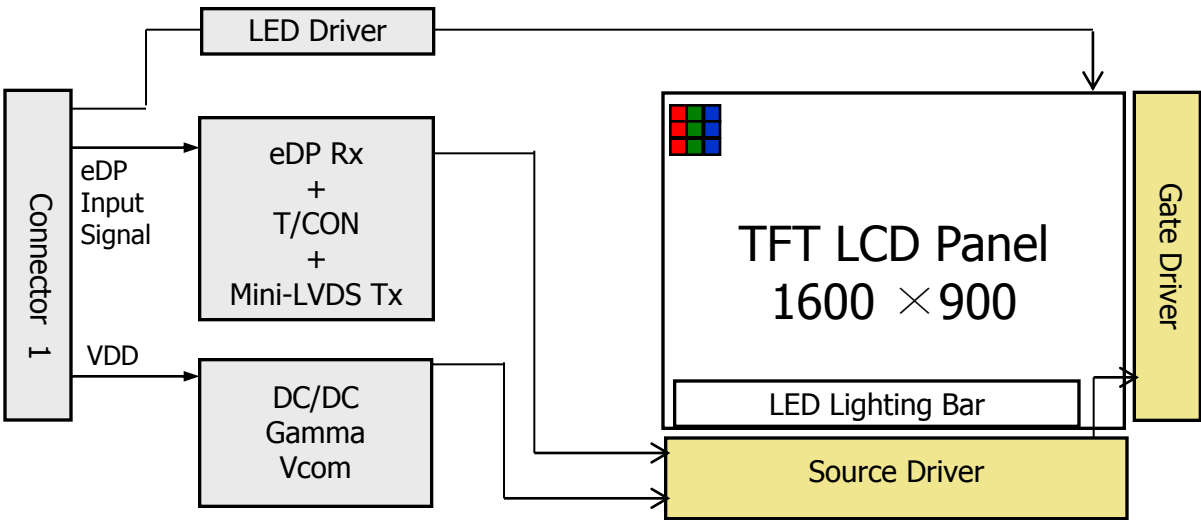 LED Driver
Connector 1
eDP
Input
Signal
eDP Rx
+
T/CON
+
Mini-LVDS Tx
VDD
DC/DC
Gamma
Vcom
TFT LCD Panel
1600 ×900
LED Lighting Bar
Source Driver
Gate Driver